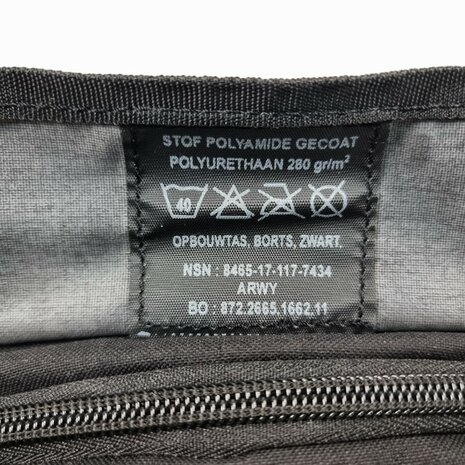 STOF POLYAMIDE GECOAT
POLYURETHAAN 280 gr/m²
40
OPBOUWTAS, BORTS, ZWART.
NSN : 8465-17-117-7434
ARWY
BO : 872.2665.1662.11